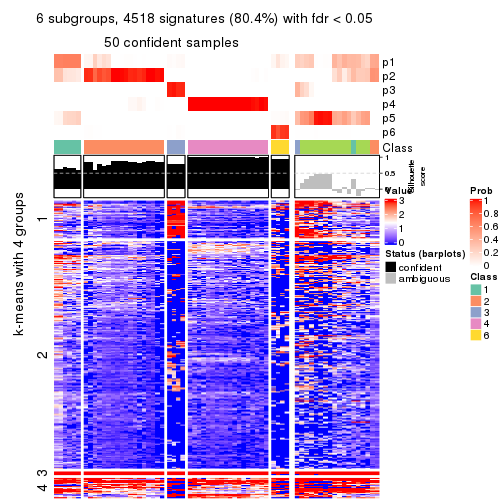 6 subgroups, 4518 signatures (80.4%) with fdr < 0.05
50 confident samples
p1
p2
p3
p4
p5
p6
Class
1
0.5
0
Silhouette
score
k-means with 4 groups
1
2
3
4
Value
3
2
1
0
Status (barplots)
confident
ambiguous
Prob
1
0.8
0.6
0.4
0.2
0
Class
1
2
3
4
6